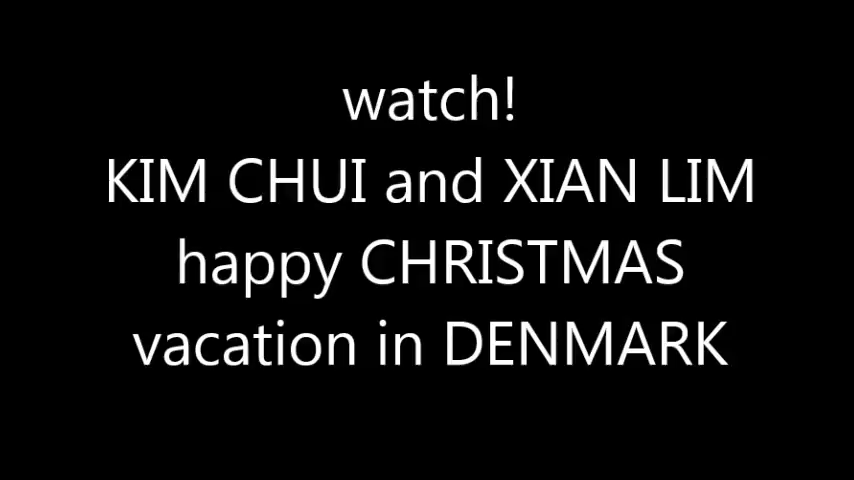 watch!
KIM CHUI and XIAN LIM
happy CHRISTMAS
vacation in DENMARK